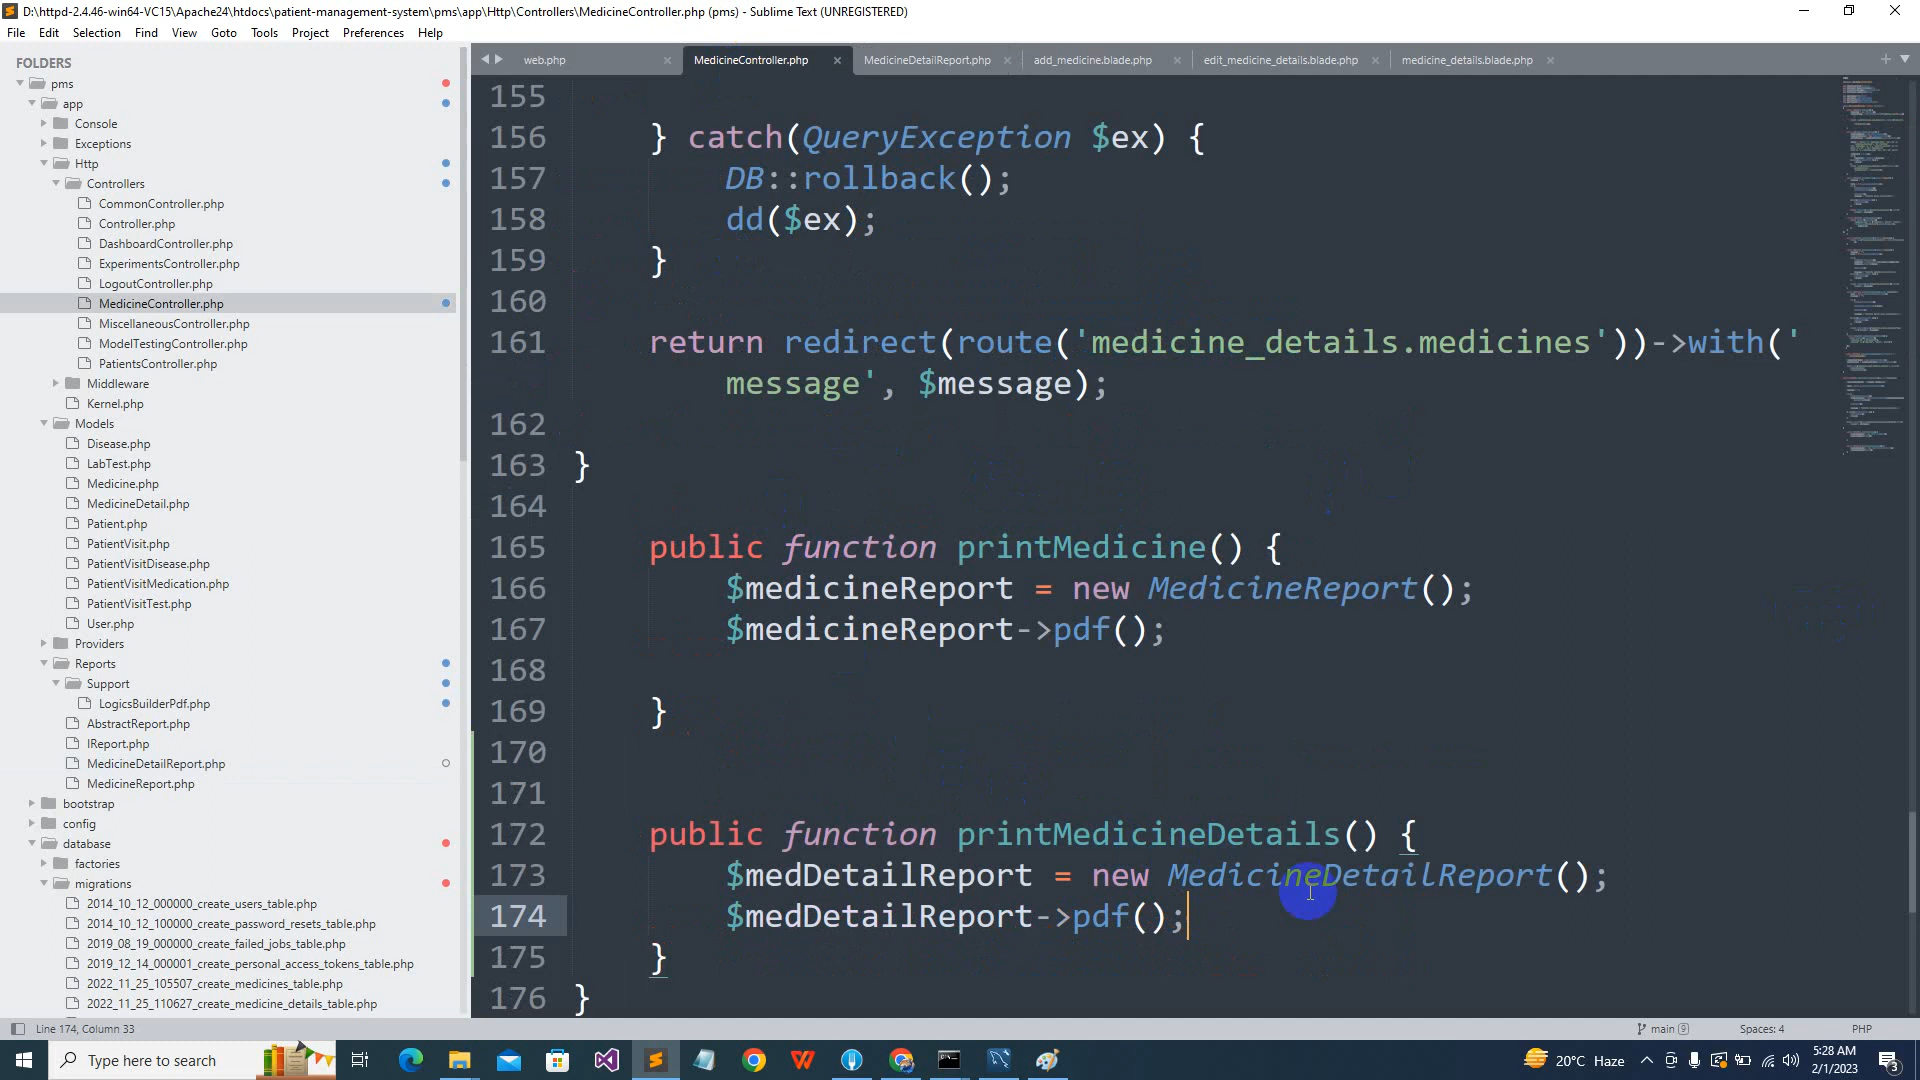 D:\httpd-2.4.46-win64-VC15\Apache24\htdocs\patient-management-system\pms\app\Http\Controllers\MedicineController.php (pms) - Sublime Text (UNREGISTERED)
File Edit Selection Find View Goto Tools Project Preferences Help
FOLDERS
pms
app
Console
Exceptions
Http
Controllers
CommonController.php
Controller.php
DashboardController.php
ExperimentsController.php
LogoutController.php
MedicineController.php
MiscellaneousController.php
ModelTestingController.php
PatientsController.php
Middleware
Kernel.php
Models
Disease.php
LabTest.php
Medicine.php
MedicineDetail.php
Patient.php
PatientVisit.php
PatientVisitDisease.php
PatientVisitMedication.php
PatientVisitTest.php
User.php
Providers
Reports
Support
LogicsBuilderPdf.php
AbstractReport.php
IReport.php
MedicineDetailReport.php
MedicineReport.php
bootstrap
config
database
factories
migrations
2014_10_12_000000_create_users_table.php
2014_10_12_100000_create_password_resets_table.php
2019_08_19_000000_create_failed_jobs_table.php
2019_12_14_000001_create_personal_access_tokens_table.php
2022_11_25_105507_create_medicines_table.php
2022_11_25_110627_create_medicine_details_table.php
web.php MedicineController.php MedicineDetailReport.php add_medicine.blade.php edit_medicine_details.blade.php medicine_details.blade.php
155
156 } catch(QueryException $ex) {
157 DB::rollback();
158 dd($ex);
159 }
160
161 return redirect(route('medicine_details.medicines'))->with('
message', $message);
162
163 }
164
165 public function printMedicine() {
166 $medicineReport = new MedicineReport();
167 $medicineReport->pdf();
168
169 }
170
171
172 public function printMedicineDetails() {
173 $medDetailReport = new MedicineDetailReport();
174 $medDetailReport->pdf();
175 }
176 }
Line 174, Column 33 main 9 Spaces: 4 PHP
Type here to search 20°C Haze 5:28 AM
2/1/2023 3